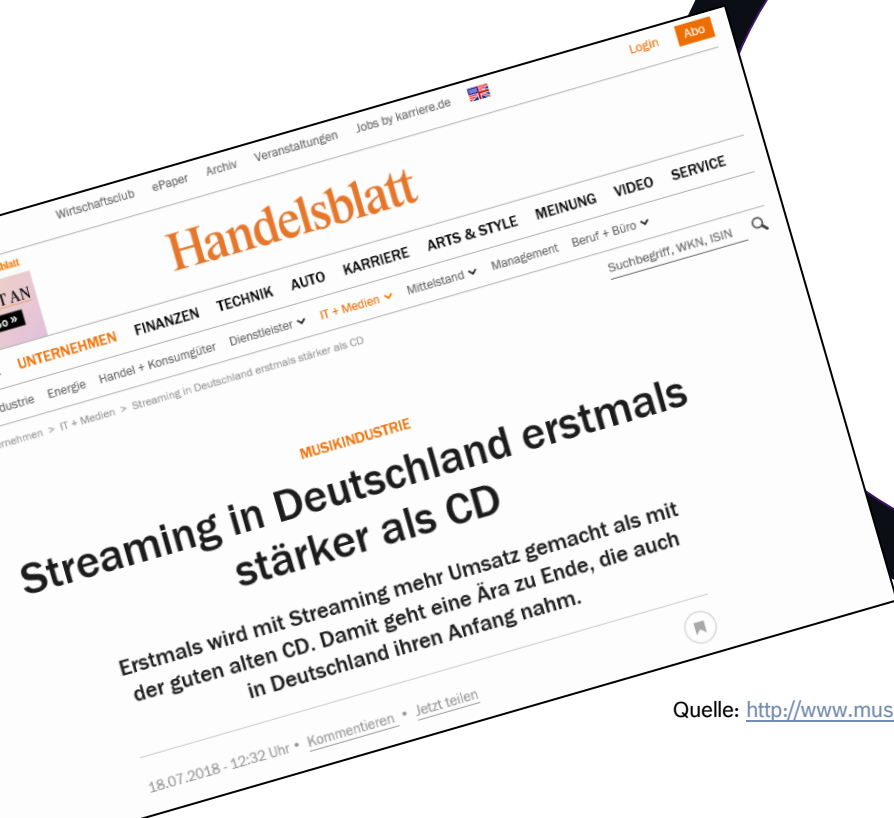 Login Abo
Wirtschaftsclub ePaper Archiv Veranstaltungen Jobs by karriere.de
Handelsblatt
UNTERNEHMEN FINANZEN TECHNIK AUTO KARRIERE ARTS & STYLE MEINUNG VIDEO SERVICE
Energie Handel + Konsumgüter Dienstleister IT + Medien Mittelstand Management Beruf + Büro
Suchbegriff, WKN, ISIN
> IT + Medien > Streaming in Deutschland erstmals stärker als CD
MUSIKINDUSTRIE
Streaming in Deutschland erstmals
stärker als CD
Erstmals wird mit Streaming mehr Umsatz gemacht als mit
der guten alten CD. Damit geht eine Ära zu Ende, die auch
in Deutschland ihren Anfang nahm.
18.07.2018 - 12:32 Uhr • Kommentieren • Jetzt teilen
Quelle: http://www.mus